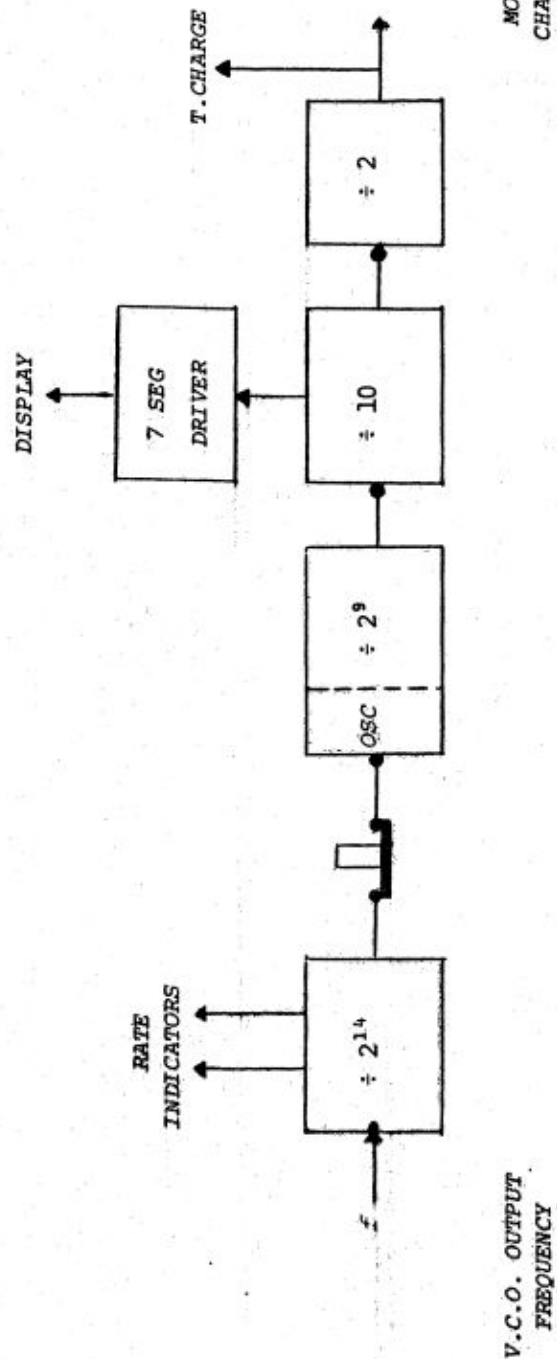 V.C.O. OUTPUT
FREQUENCY
f
÷ 2¹⁴
RATE
INDICATORS
OSC
÷ 2⁹
÷ 10
7 SEG
DRIVER
DISPLAY
÷ 2
T.CHARGE
MO
CHA